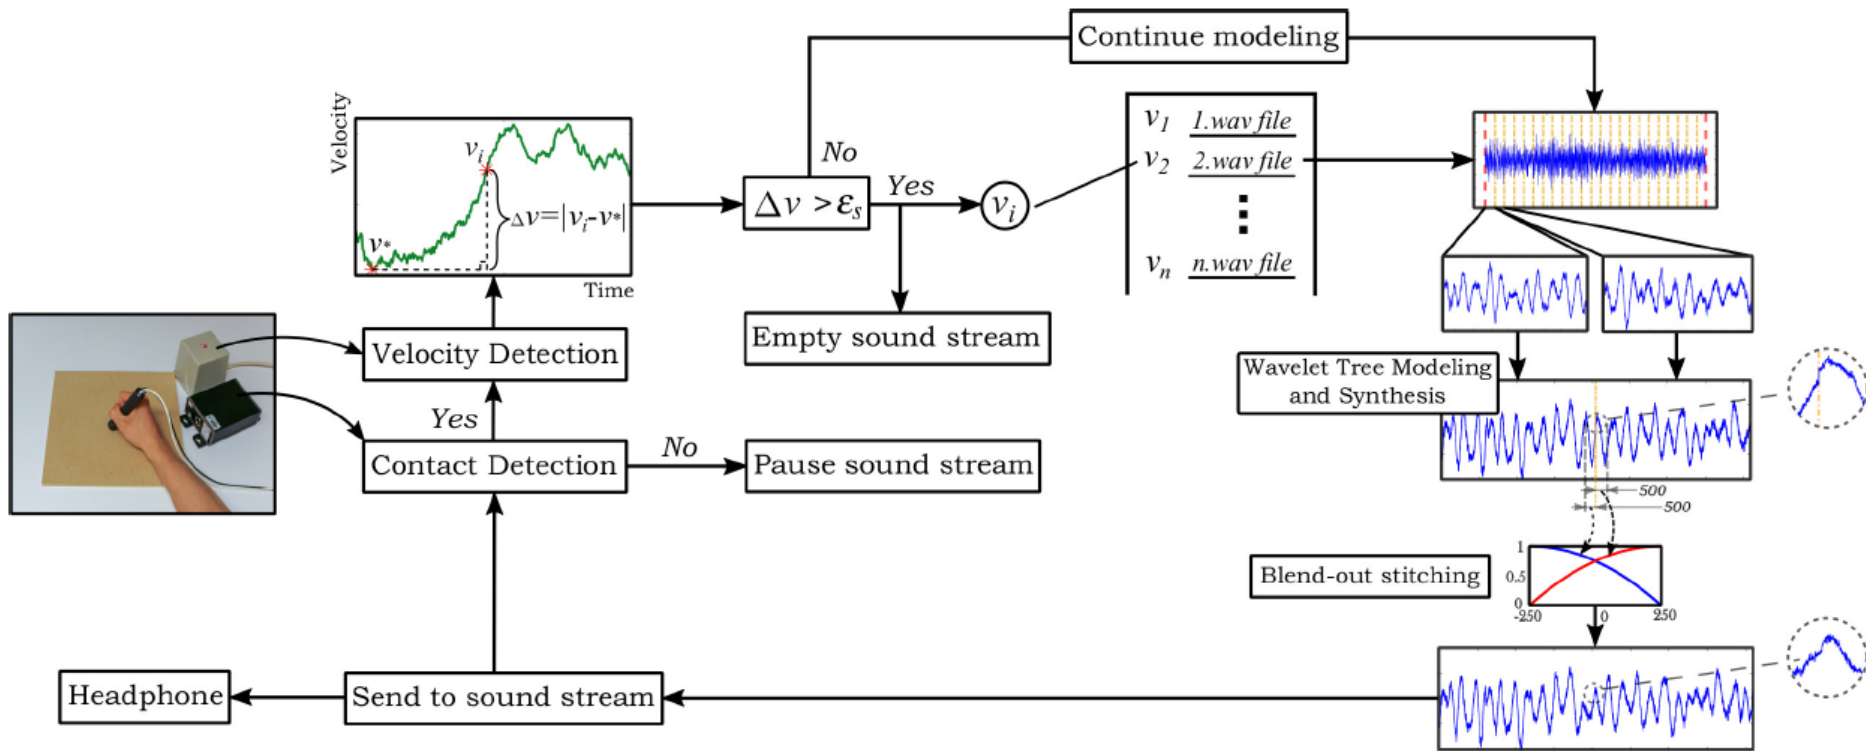 Continue modeling
Velocity
v₁ 1.wav file
No
vᵢ
v₂ 2.wav file
Yes
Δv > εₛ
vᵢ
Δv=|vᵢ-v*|
v*
vₙ n.wav file
Time
Empty sound stream
Velocity Detection
Wavelet Tree Modeling
and Synthesis
Yes
No
Contact Detection
Pause sound stream
500
500
Blend-out stitching
1
0.5
0
-250 0 250
Headphone
Send to sound stream